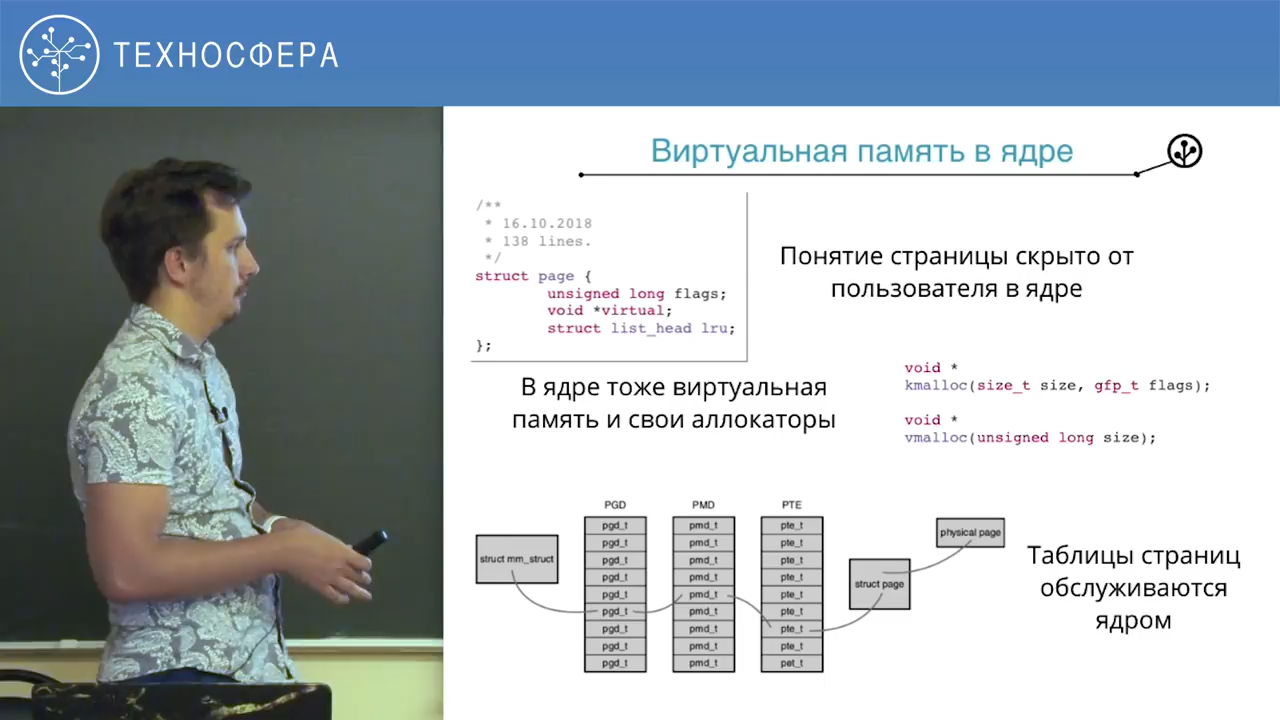 ТЕХНОСФЕРА
Виртуальная память в ядре
/**
* 16.10.2018
* 138 lines.
*/
struct page {
unsigned long flags;
void *virtual;
struct list_head lru;
};
Понятие страницы скрыто от
пользователя в ядре
В ядре тоже виртуальная
память и свои аллокаторы
void *
kmalloc(size_t size, gfp_t flags);
void *
vmalloc(unsigned long size);
PGD PMD PTE
pgd_t pmd_t pte_t
pgd_t pmd_t pte_t
pgd_t pmd_t pte_t
pgd_t pmd_t pte_t
pgd_t pmd_t pte_t
pgd_t pmd_t pte_t
pgd_t pmd_t pte_t
pgd_t pmd_t pte_t
pgd_t pmd_t pet_t
struct mm_struct
struct page
physical page
Таблицы страниц
обслуживаются
ядром